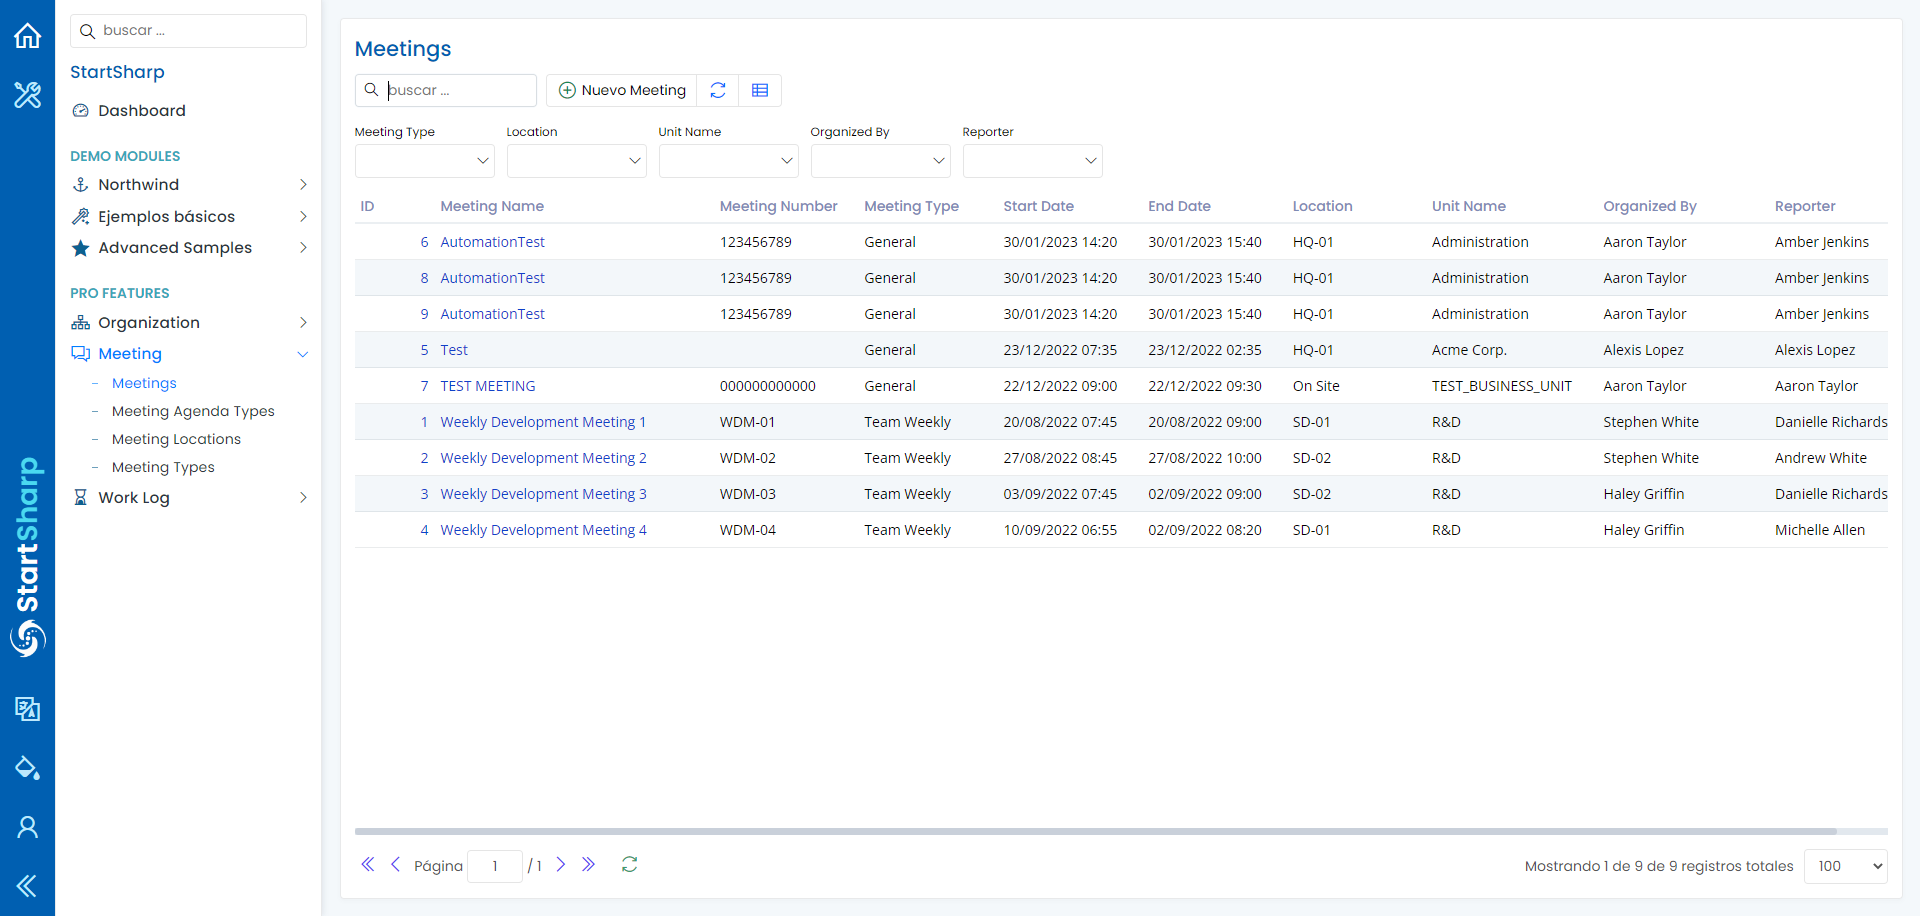 buscar ...
StartSharp
Dashboard
DEMO MODULES
Northwind
Ejemplos básicos
Advanced Samples
PRO FEATURES
Organization
Meeting
- Meetings
- Meeting Agenda Types
- Meeting Locations
- Meeting Types
Work Log
StartSharp
Meetings
buscar ...
Nuevo Meeting
Meeting Type Location Unit Name Organized By Reporter
ID Meeting Name Meeting Number Meeting Type Start Date End Date Location Unit Name Organized By Reporter
6 AutomationTest 123456789 General 30/01/2023 14:20 30/01/2023 15:40 HQ-01 Administration Aaron Taylor Amber Jenkins
8 AutomationTest 123456789 General 30/01/2023 14:20 30/01/2023 15:40 HQ-01 Administration Aaron Taylor Amber Jenkins
9 AutomationTest 123456789 General 30/01/2023 14:20 30/01/2023 15:40 HQ-01 Administration Aaron Taylor Amber Jenkins
5 Test General 23/12/2022 07:35 23/12/2022 02:35 HQ-01 Acme Corp. Alexis Lopez Alexis Lopez
7 TEST MEETING 000000000000 General 22/12/2022 09:00 22/12/2022 09:30 On Site TEST_BUSINESS_UNIT Aaron Taylor Aaron Taylor
1 Weekly Development Meeting 1 WDM-01 Team Weekly 20/08/2022 07:45 20/08/2022 09:00 SD-01 R&D Stephen White Danielle Richards
2 Weekly Development Meeting 2 WDM-02 Team Weekly 27/08/2022 08:45 27/08/2022 10:00 SD-02 R&D Stephen White Andrew White
3 Weekly Development Meeting 3 WDM-03 Team Weekly 03/09/2022 07:45 02/09/2022 09:00 SD-02 R&D Haley Griffin Danielle Richards
4 Weekly Development Meeting 4 WDM-04 Team Weekly 10/09/2022 06:55 02/09/2022 08:20 SD-01 R&D Haley Griffin Michelle Allen
Página 1 / 1
Mostrando 1 de 9 de 9 registros totales 100